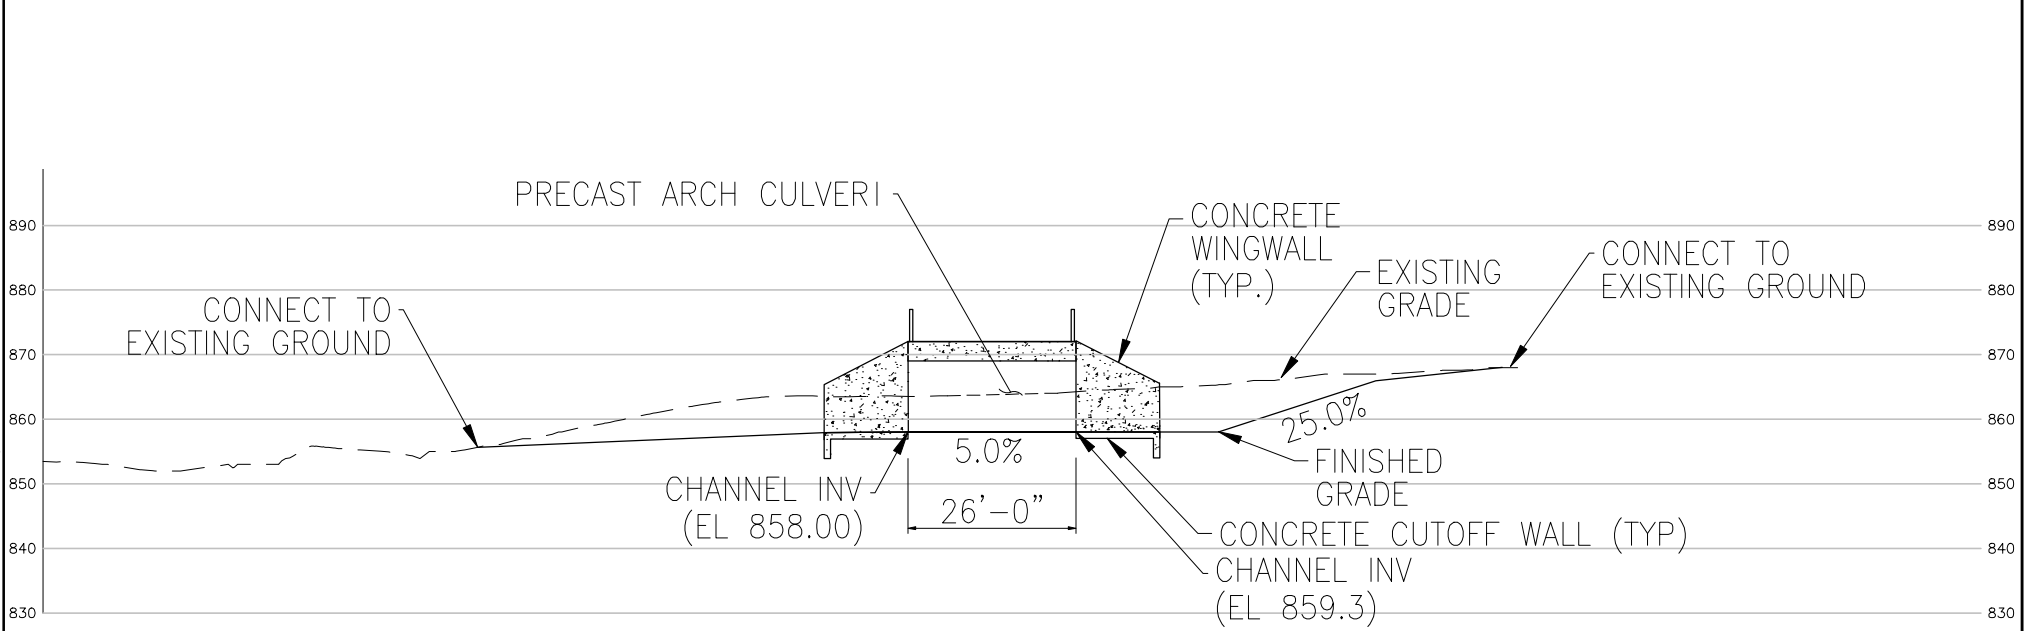 PRECAST ARCH CULVERI
CONCRETE
WINGWALL
(TYP.)
EXISTING
GRADE
CONNECT TO
EXISTING GROUND
CONNECT TO
EXISTING GROUND
890
880
870
860
850
840
830
890
880
870
860
850
840
830
5.0%
25.0%
FINISHED
GRADE
CHANNEL INV
(EL 858.00)
26'-0"
CONCRETE CUTOFF WALL (TYP)
CHANNEL INV
(EL 859.3)